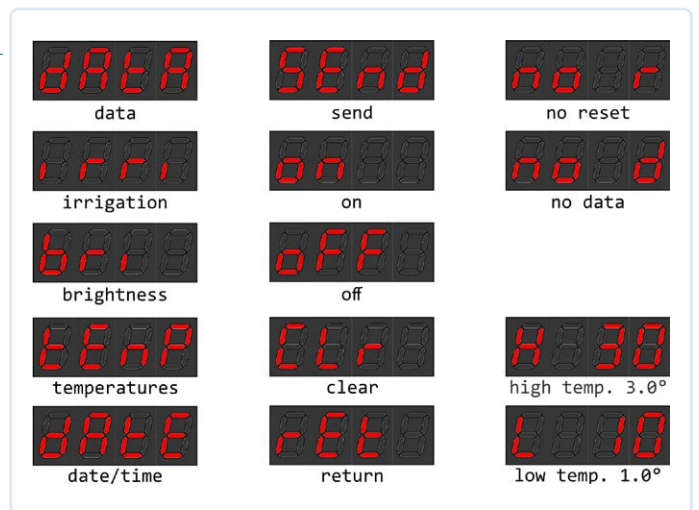 dAtA SEnd no r
data send no reset
irri on no d
irrigation on no data
bri oFF
brightness off
tEnP CLr H 30
temperatures clear high temp. 3.0°
dAtE rEt L 10
date/time return low temp. 1.0°